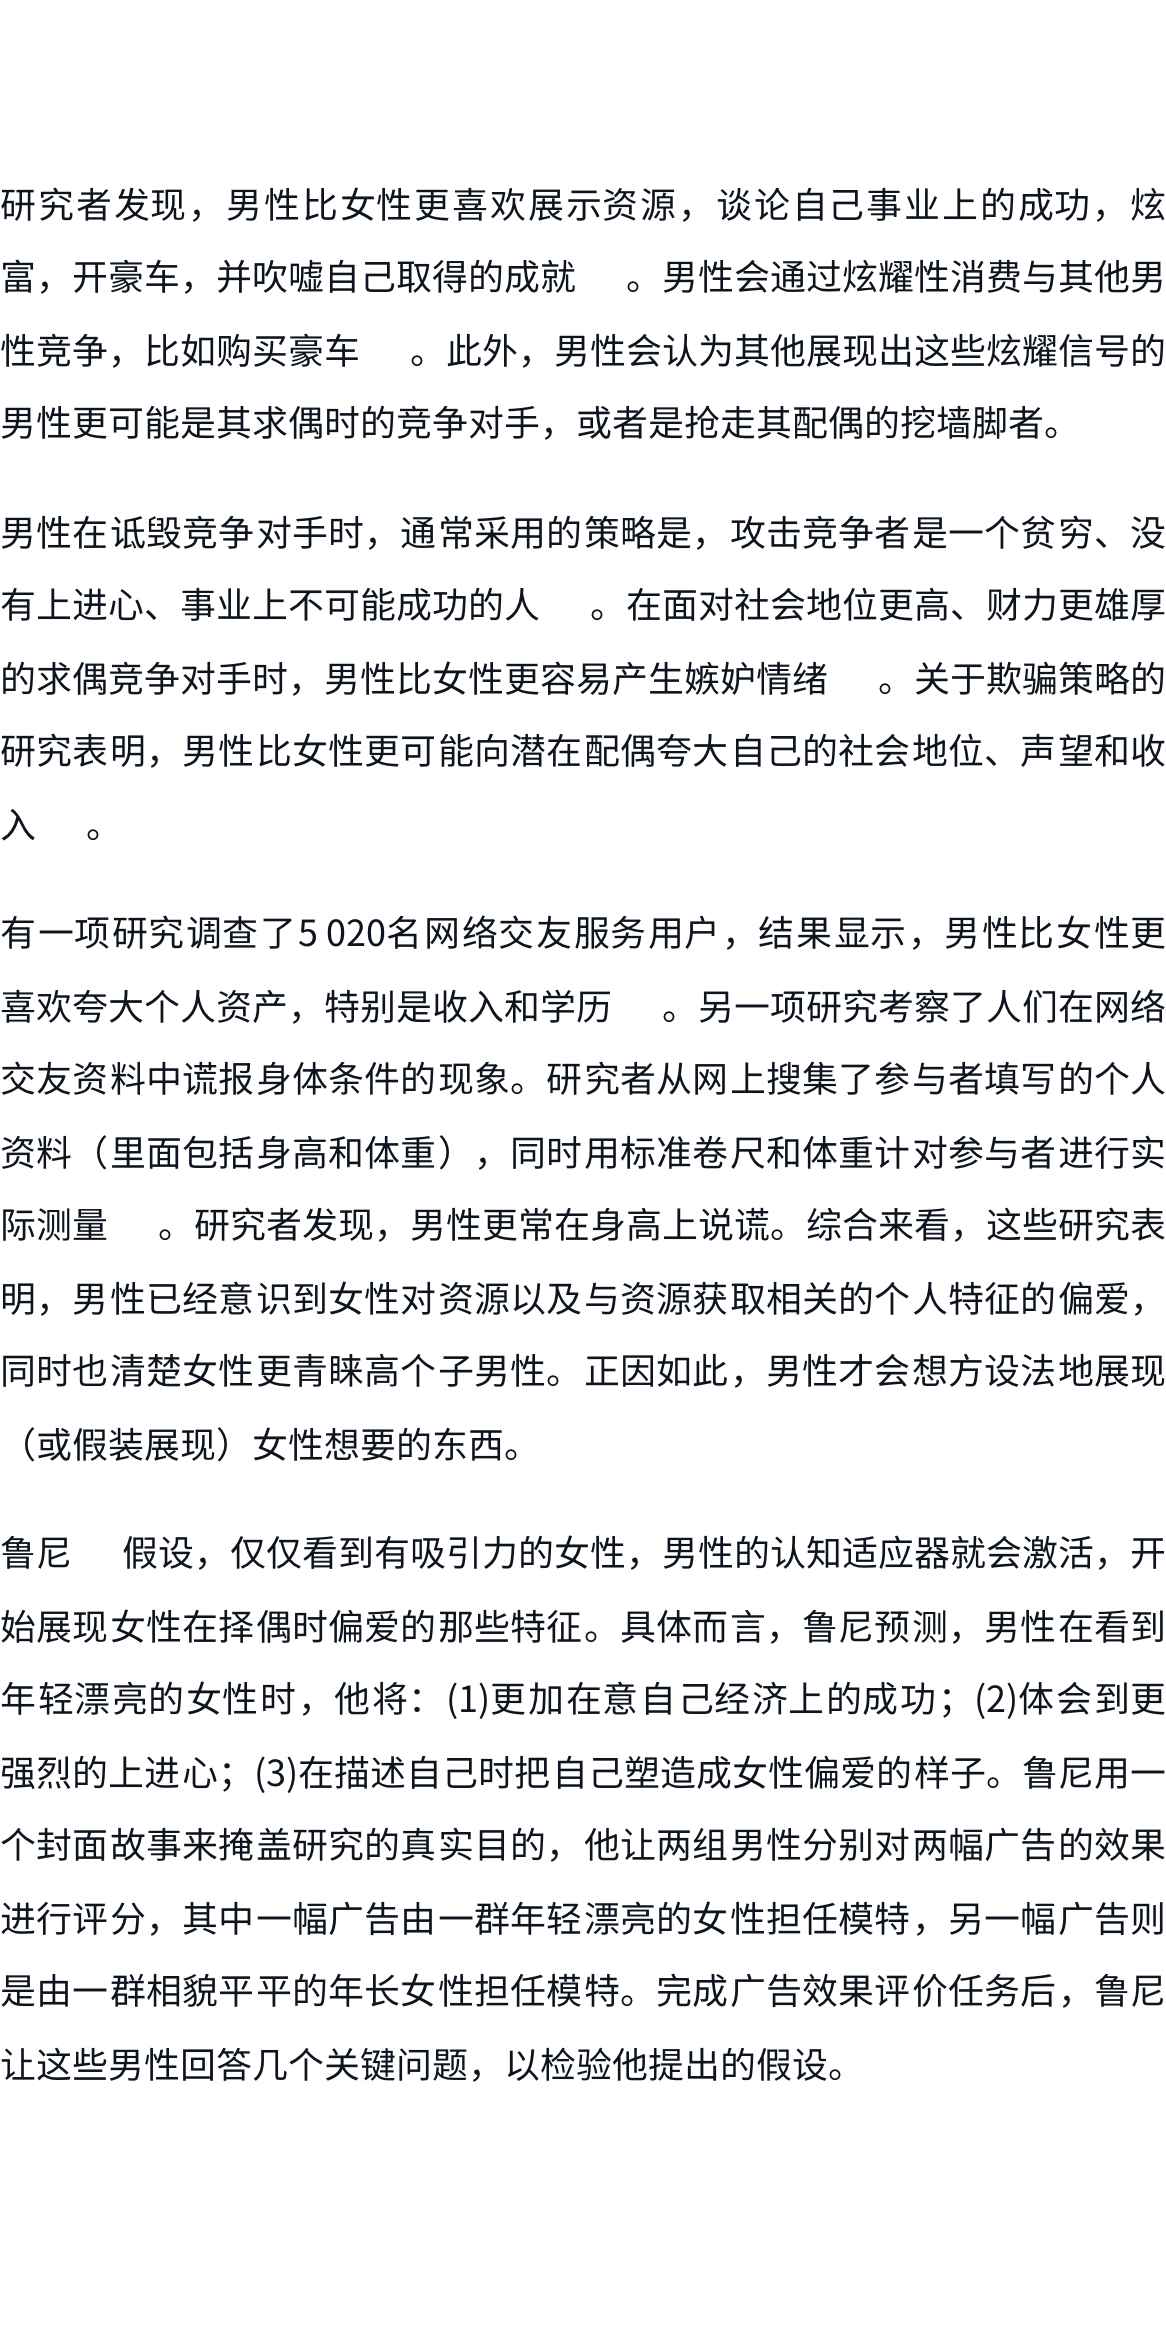 研究者发现，男性比女性更喜欢展示资源，谈论自己事业上的成功，炫
富，开豪车，并吹嘘自己取得的成就 。男性会通过炫耀性消费与其他男
性竞争，比如购买豪车 。此外，男性会认为其他展现出这些炫耀信号的
男性更可能是其求偶时的竞争对手，或者是抢走其配偶的挖墙脚者。
男性在诋毁竞争对手时，通常采用的策略是，攻击竞争者是一个贫穷、没
有上进心、事业上不可能成功的人 。在面对社会地位更高、财力更雄厚
的求偶竞争对手时，男性比女性更容易产生嫉妒情绪 。关于欺骗策略的
研究表明，男性比女性更可能向潜在配偶夸大自己的社会地位、声望和收
入 。
有一项研究调查了5 020名网络交友服务用户，结果显示，男性比女性更
喜欢夸大个人资产，特别是收入和学历 。另一项研究考察了人们在网络
交友资料中谎报身体条件的现象。研究者从网上搜集了参与者填写的个人
资料（里面包括身高和体重），同时用标准卷尺和体重计对参与者进行实
际测量 。研究者发现，男性更常在身高上说谎。综合来看，这些研究表
明，男性已经意识到女性对资源以及与资源获取相关的个人特征的偏爱，
同时也清楚女性更青睐高个子男性。正因如此，男性才会想方设法地展现
（或假装展现）女性想要的东西。
鲁尼 假设，仅仅看到有吸引力的女性，男性的认知适应器就会激活，开
始展现女性在择偶时偏爱的那些特征。具体而言，鲁尼预测，男性在看到
年轻漂亮的女性时，他将：(1)更加在意自己经济上的成功；(2)体会到更
强烈的上进心；(3)在描述自己时把自己塑造成女性偏爱的样子。鲁尼用一
个封面故事来掩盖研究的真实目的，他让两组男性分别对两幅广告的效果
进行评分，其中一幅广告由一群年轻漂亮的女性担任模特，另一幅广告则
是由一群相貌平平的年长女性担任模特。完成广告效果评价任务后，鲁尼
让这些男性回答几个关键问题，以检验他提出的假设。